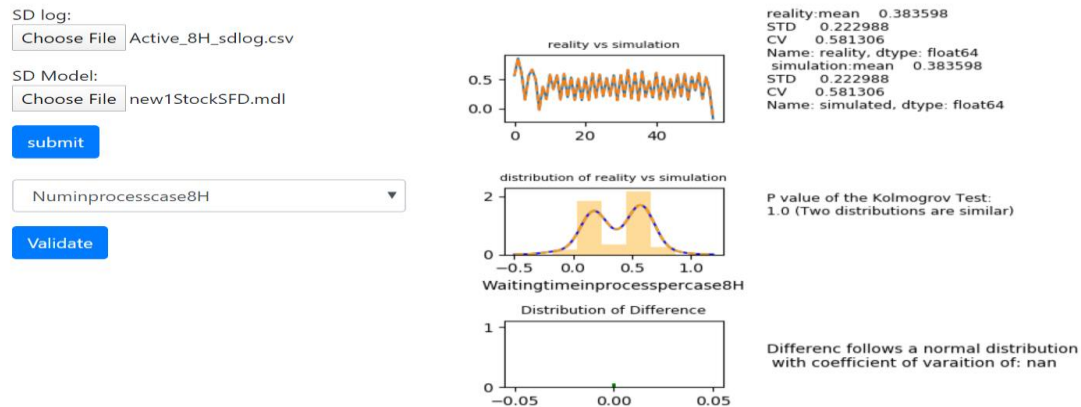 SD log:
Choose File Active_8H_sdlog.csv
SD Model:
Choose File new1StockSFD.mdl
submit
Numinprocesscase8H
Validate
reality vs simulation
0.5
0.0
0 20 40
reality:mean 0.383598
STD 0.222988
CV 0.581306
Name: reality, dtype: float64
simulation:mean 0.383598
STD 0.222988
CV 0.581306
Name: simulated, dtype: float64
distribution of reality vs simulation
2
0
−0.5 0.0 0.5 1.0
Waitingtimeinprocesspercase8H
P value of the Kolmogrov Test:
1.0 (Two distributions are similar)
Distribution of Difference
1
0
−0.05 0.00 0.05
Differenc follows a normal distribution
with coefficient of varaition of: nan